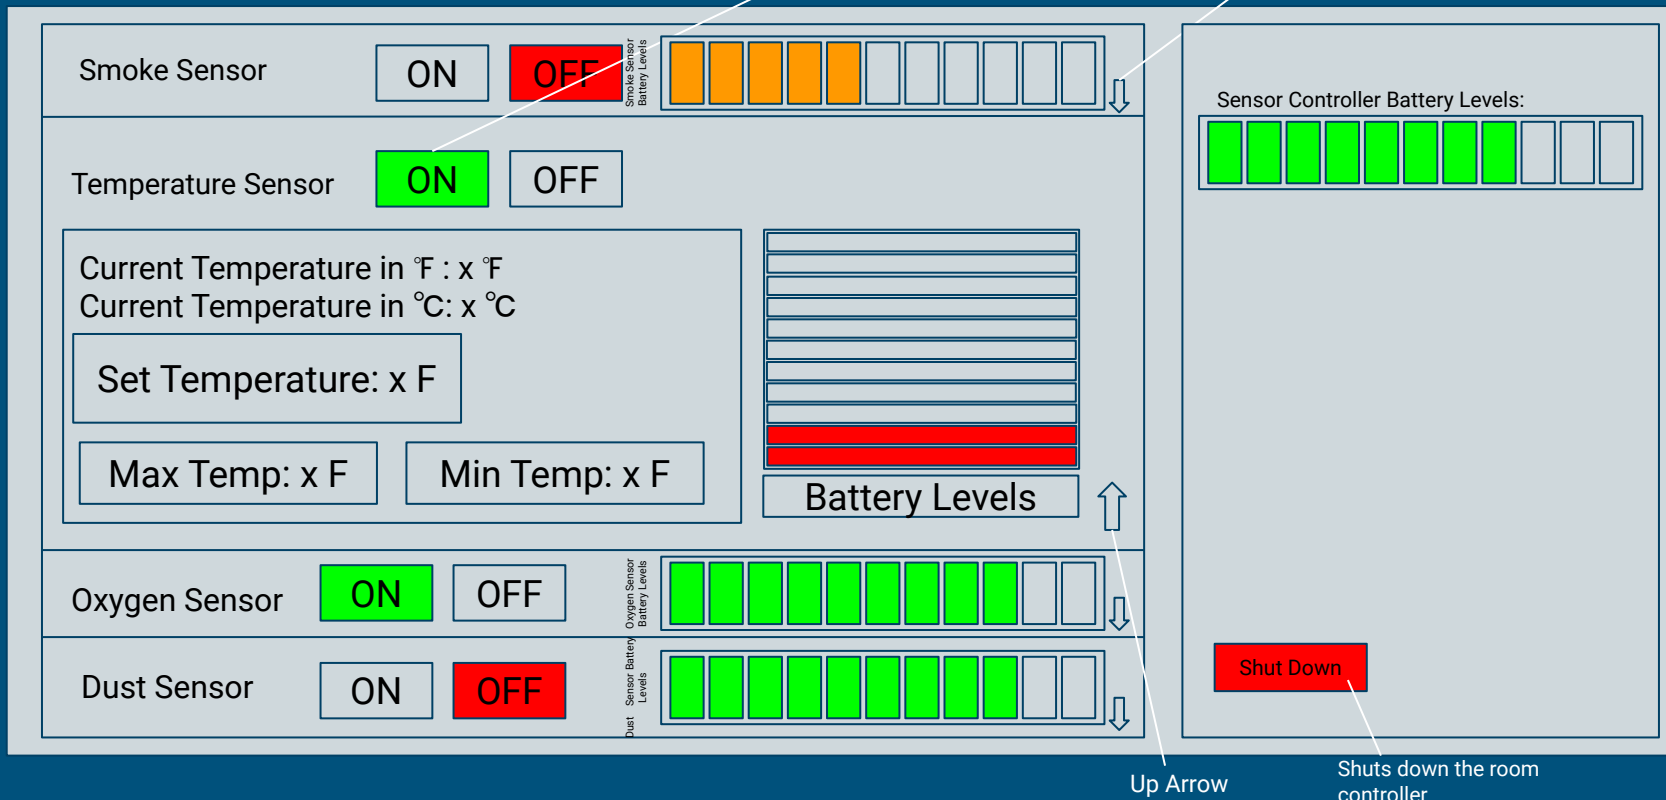 Smoke Sensor
ON
OFF
Smoke Sensor
Battery Levels
Sensor Controller Battery Levels:
Temperature Sensor
ON
OFF
Current Temperature in ℉ : x ℉
Current Temperature in ℃: x ℃
Set Temperature: x F
Max Temp: x F
Min Temp: x F
Battery Levels
Oxygen Sensor
ON
OFF
Oxygen Sensor
Battery Levels
Dust Sensor
ON
OFF
Dust Sensor Battery
Levels
Shut Down
Up Arrow
Shuts down the room
controller